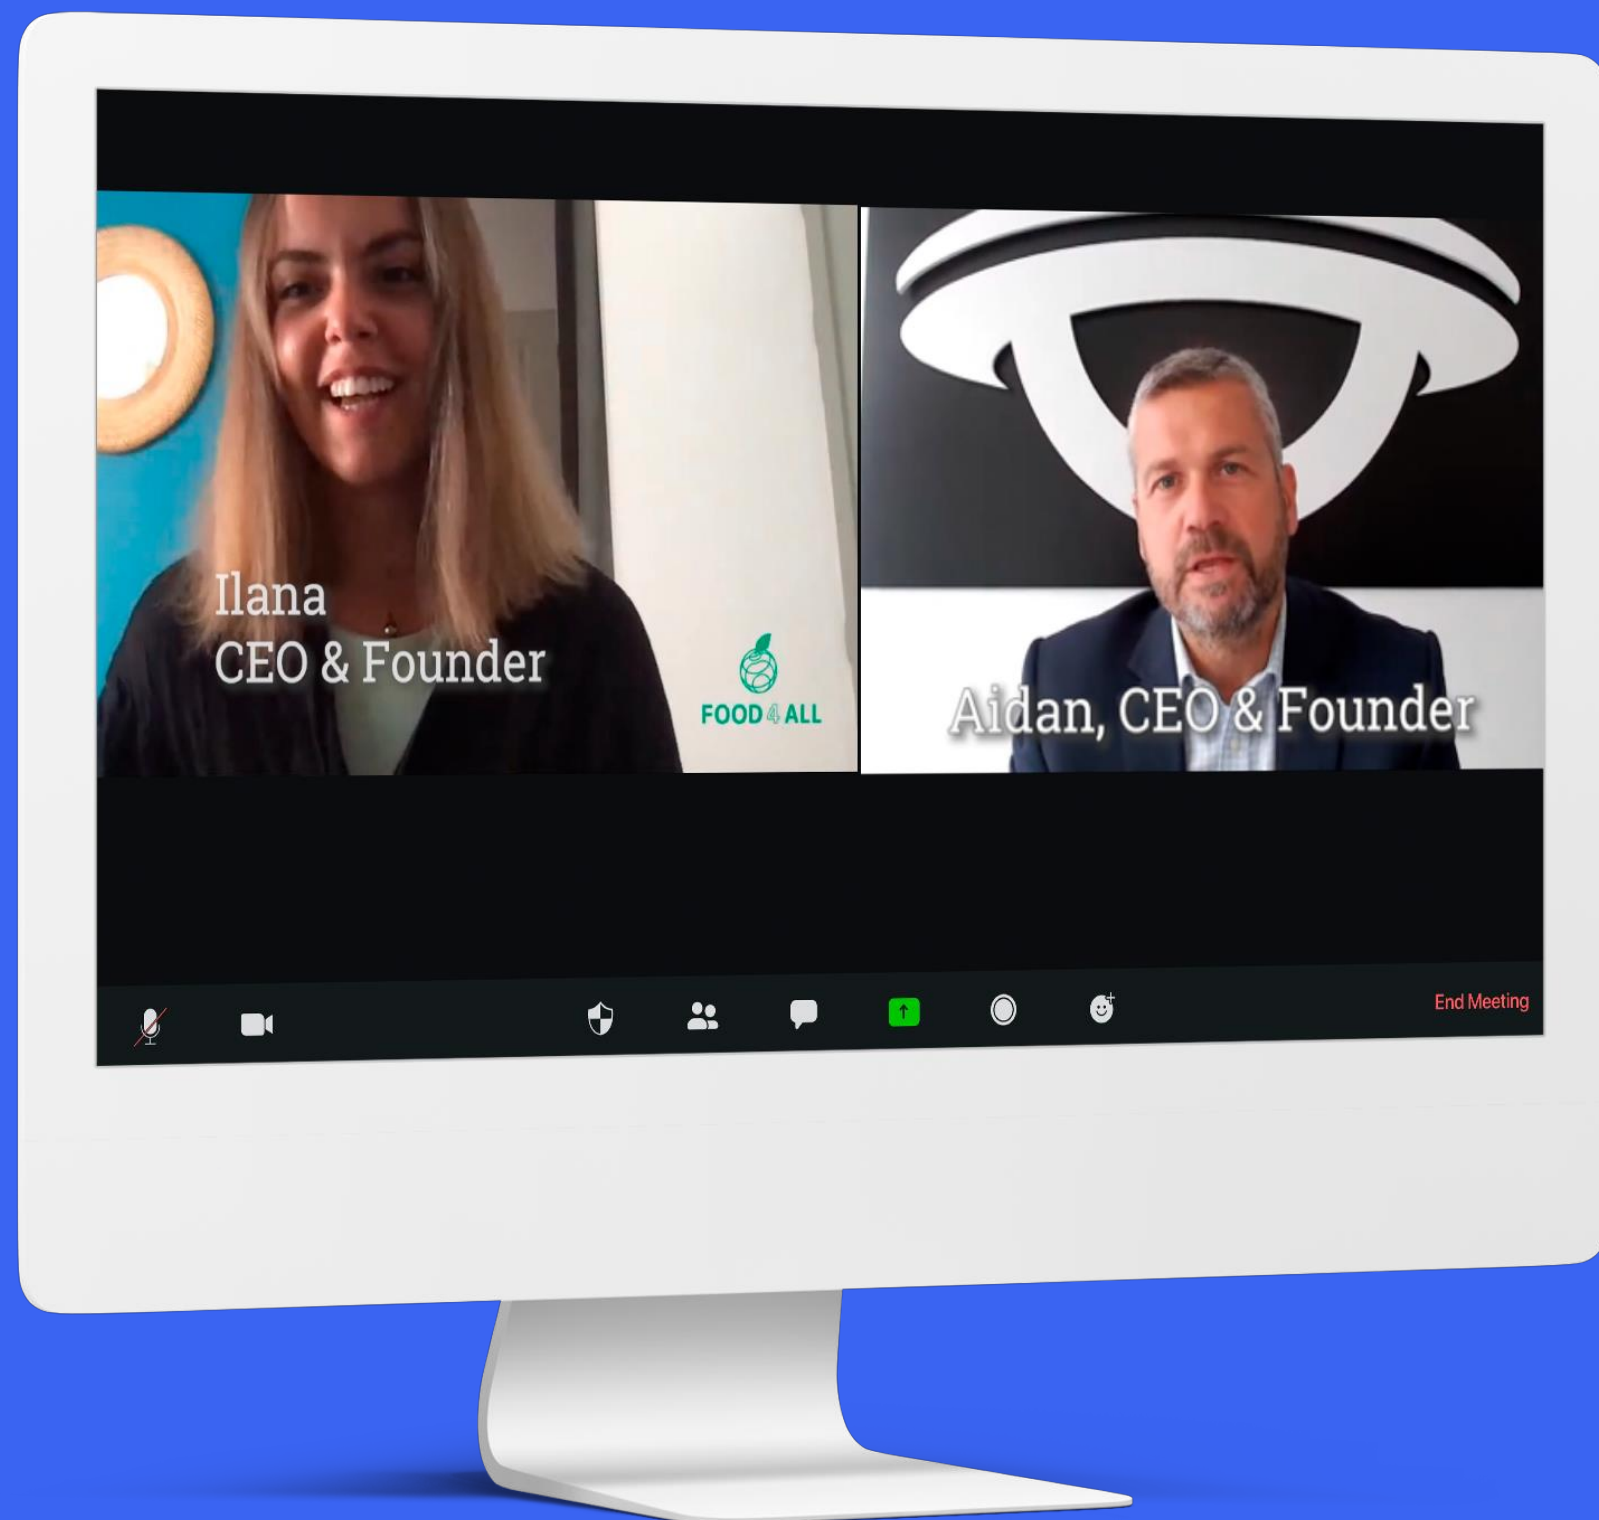 Ilana
CEO & Founder
FOOD 4 ALL
Aidan, CEO & Founder
End Meeting